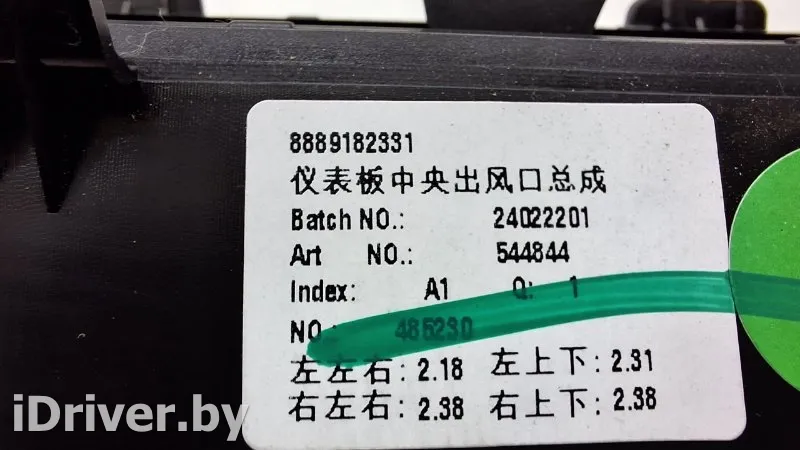 8889182331
仪表板中央出风口总成
Batch NO.: 24022201
Art NO.: 544844
Index: A1 Q: 1
NO.: 485230
左左右: 2.18 左上下: 2.31
右左右: 2.38 右上下: 2.38
iDriver.by